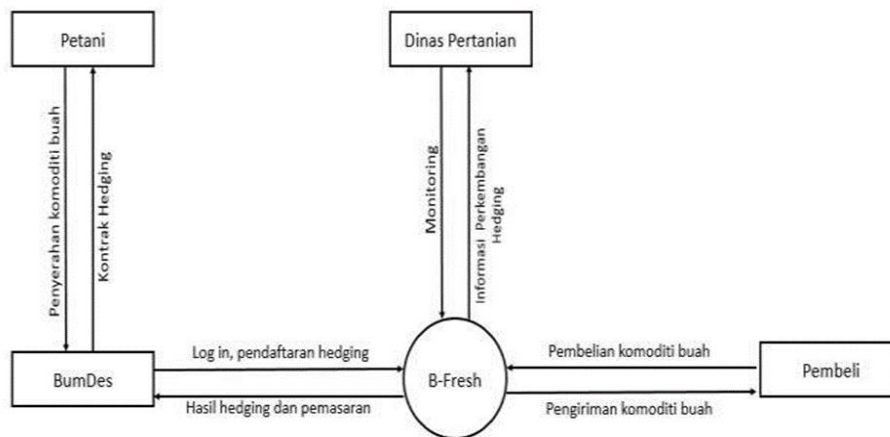 Petani
Dinas Pertanian
Penyerahan komoditi buah
Kontrak Hedging
Monitoring
Informasi Perkembangan
Hedging
Log in, pendaftaran hedging
Pembelian komoditi buah
BumDes
B-Fresh
Pembeli
Hasil hedging dan pemasaran
Pengiriman komoditi buah